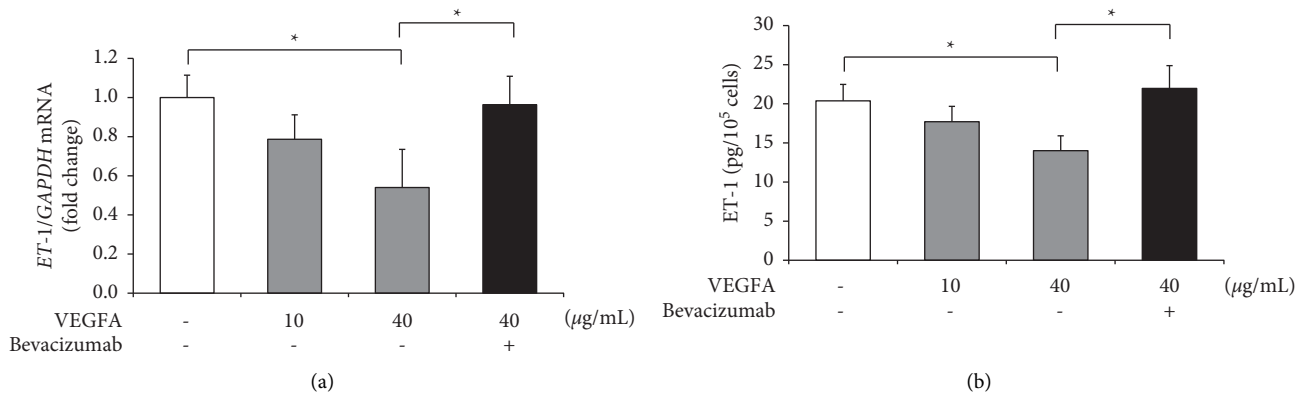 *
*
1.2
1.0
0.8
0.6
0.4
0.2
0.0
ET-1/GAPDH mRNA
(fold change)
VEGFA - 10 40 40 (µg/mL)
Bevacizumab - - - +
(a)
*
*
30
25
20
15
10
5
0
ET-1 (pg/10⁵ cells)
VEGFA - 10 40 40 (µg/mL)
Bevacizumab - - - +
(b)